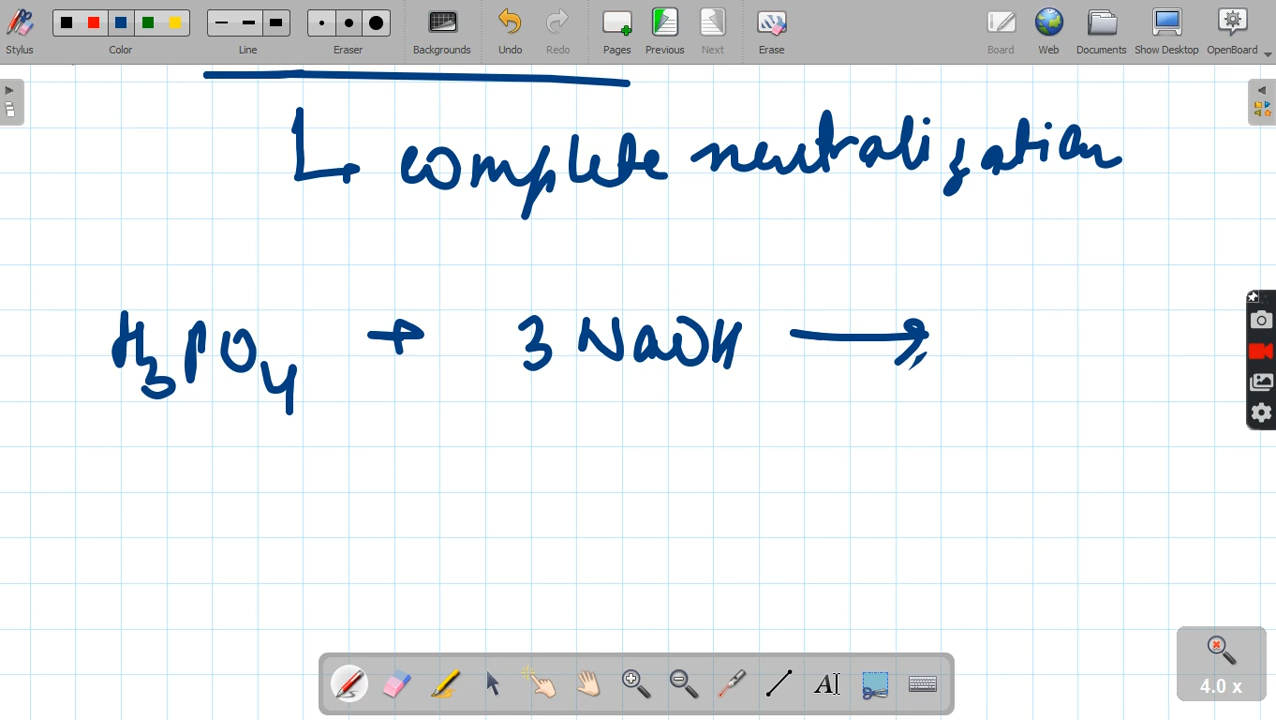 Stylus Color Line Eraser Backgrounds Undo Redo Pages Previous Next Erase Board Web Documents Show Desktop OpenBoard
complete neutralization
H₃PO₄ + 3 NaOH ⟶
AI
4.0 x